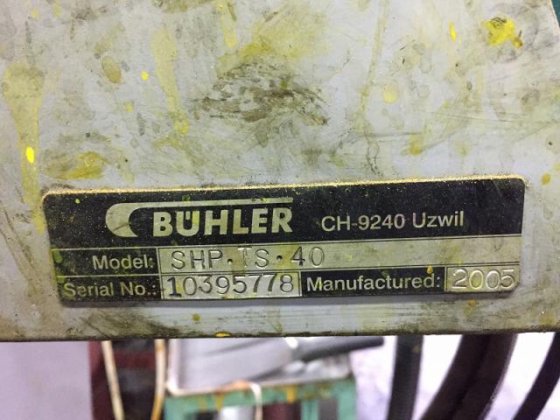 BÜHLER CH-9240 Uzwil
Model: SHP-TS-40
Serial No.: 10395778 Manufactured: 2005